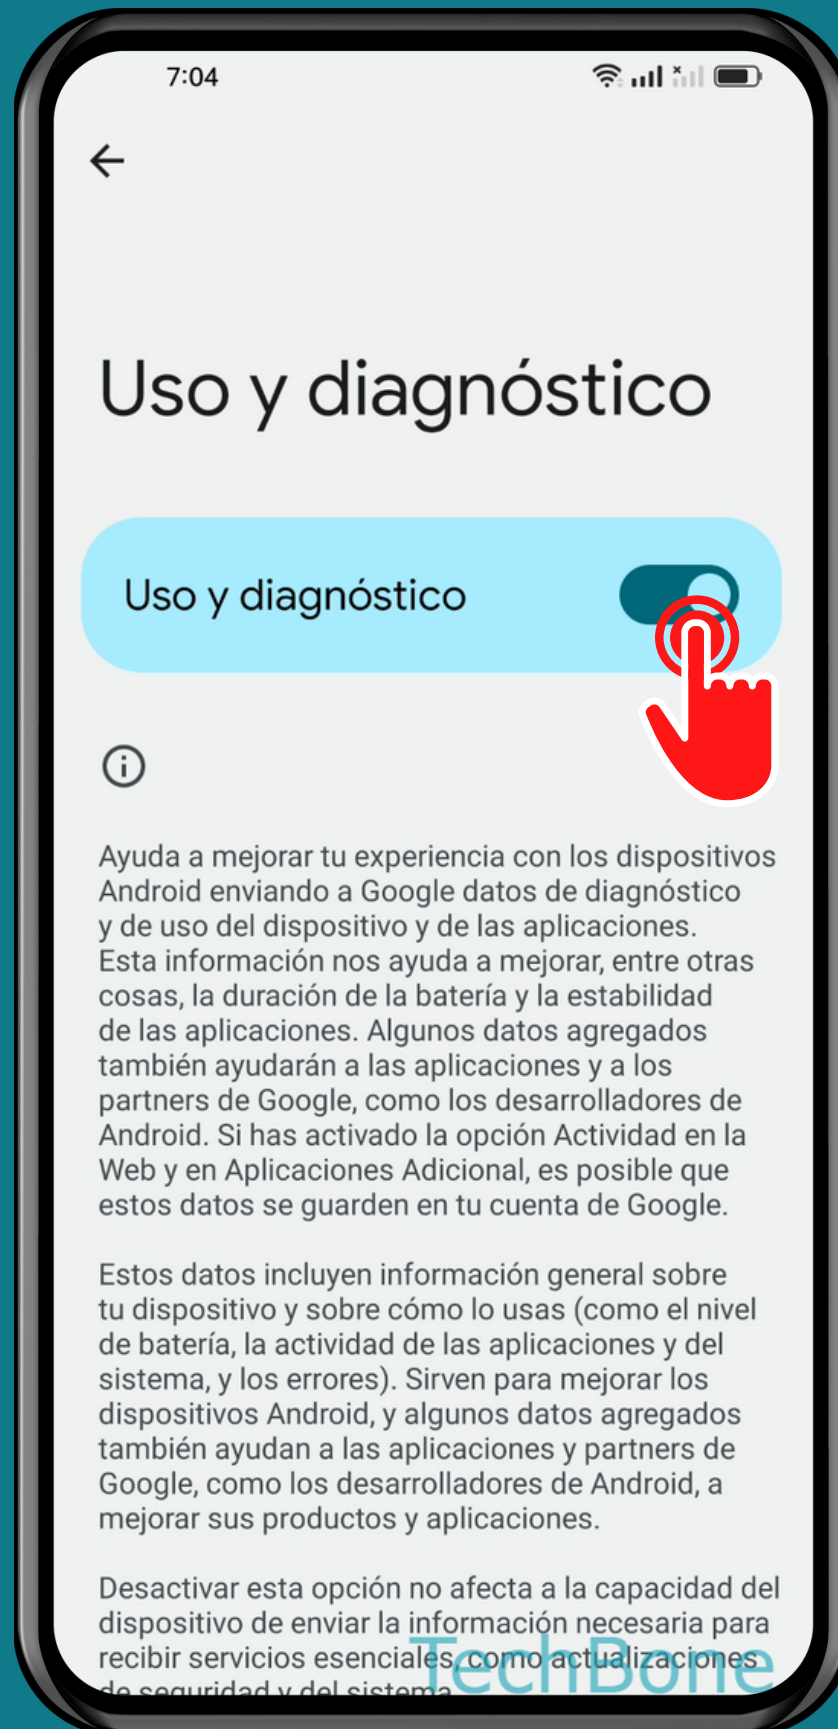 7:04
Uso y diagnóstico
Uso y diagnóstico
Ayuda a mejorar tu experiencia con los dispositivos
Android enviando a Google datos de diagnóstico
y de uso del dispositivo y de las aplicaciones.
Esta información nos ayuda a mejorar, entre otras
cosas, la duración de la batería y la estabilidad
de las aplicaciones. Algunos datos agregados
también ayudarán a las aplicaciones y a los
partners de Google, como los desarrolladores de
Android. Si has activado la opción Actividad en la
Web y en Aplicaciones Adicional, es posible que
estos datos se guarden en tu cuenta de Google.
Estos datos incluyen información general sobre
tu dispositivo y sobre cómo lo usas (como el nivel
de batería, la actividad de las aplicaciones y del
sistema, y los errores). Sirven para mejorar los
dispositivos Android, y algunos datos agregados
también ayudan a las aplicaciones y partners de
Google, como los desarrolladores de Android, a
mejorar sus productos y aplicaciones.
Desactivar esta opción no afecta a la capacidad del
dispositivo de enviar la información necesaria para
recibir servicios esenciales, como actualizaciones
de seguridad y del sistema.
TechBone